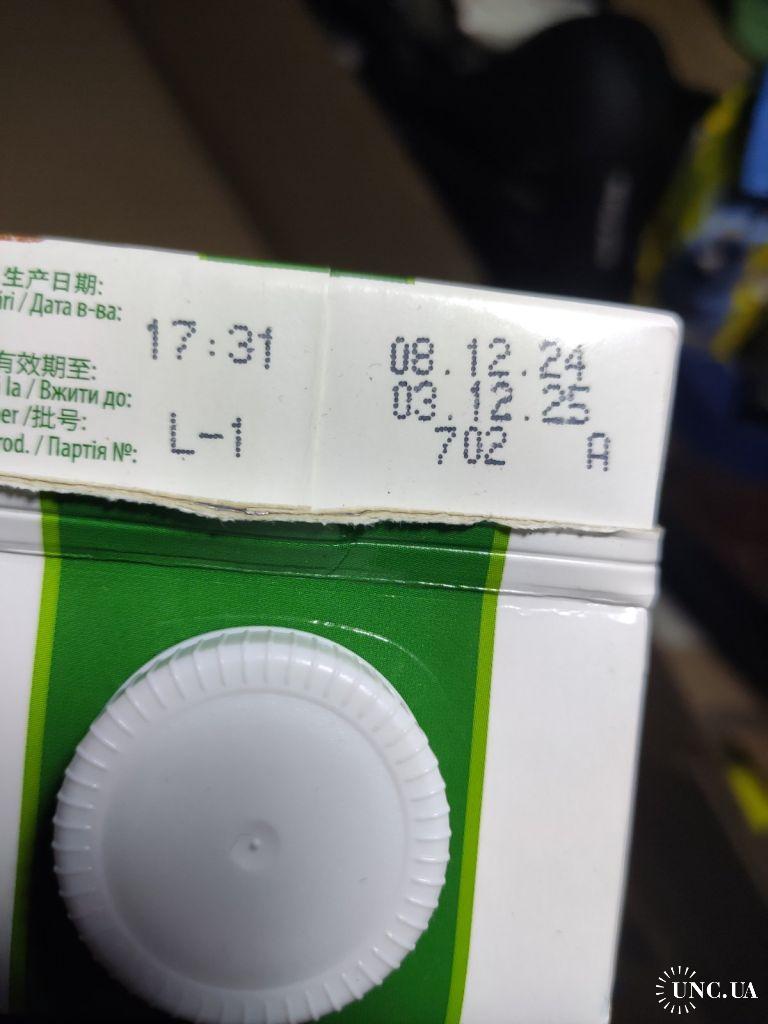 生产日期:
ări / Дата в-ва:
17:31
08.12.24
有效期至:
i la / Вжити до:
03.12.25
er /批号:
rod. / Партія №:
L-1
702 A
UNC.UA